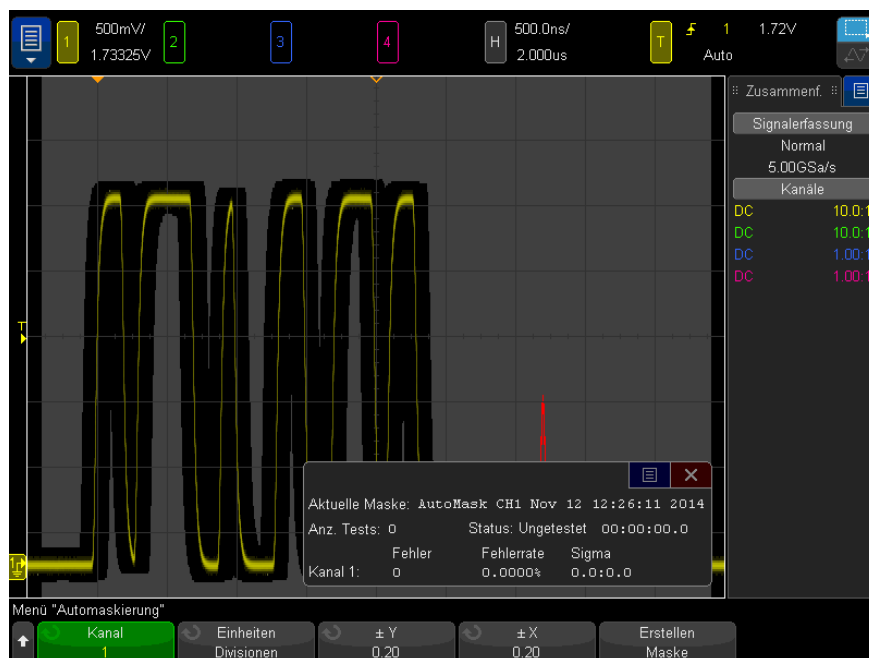 1 500mV/ 1.73325V
2
3
4
H 500.0ns/ 2.000us
T 1 1.72V
Auto
Zusammenf.
Signalerfassung
Normal
5.00GSa/s
Kanäle
DC 10.0:1
DC 10.0:1
DC 1.00:1
DC 1.00:1
T
1
Aktuelle Maske: AutoMask CH1 Nov 12 12:26:11 2014
Anz. Tests: 0 Status: Ungetestet 00:00:00.0
Fehler Fehlerrate Sigma
Kanal 1: 0 0.0000% 0.0:0.0
Menü "Automaskierung"
Kanal 1
Einheiten Divisionen
± Y 0.20
± X 0.20
Erstellen Maske